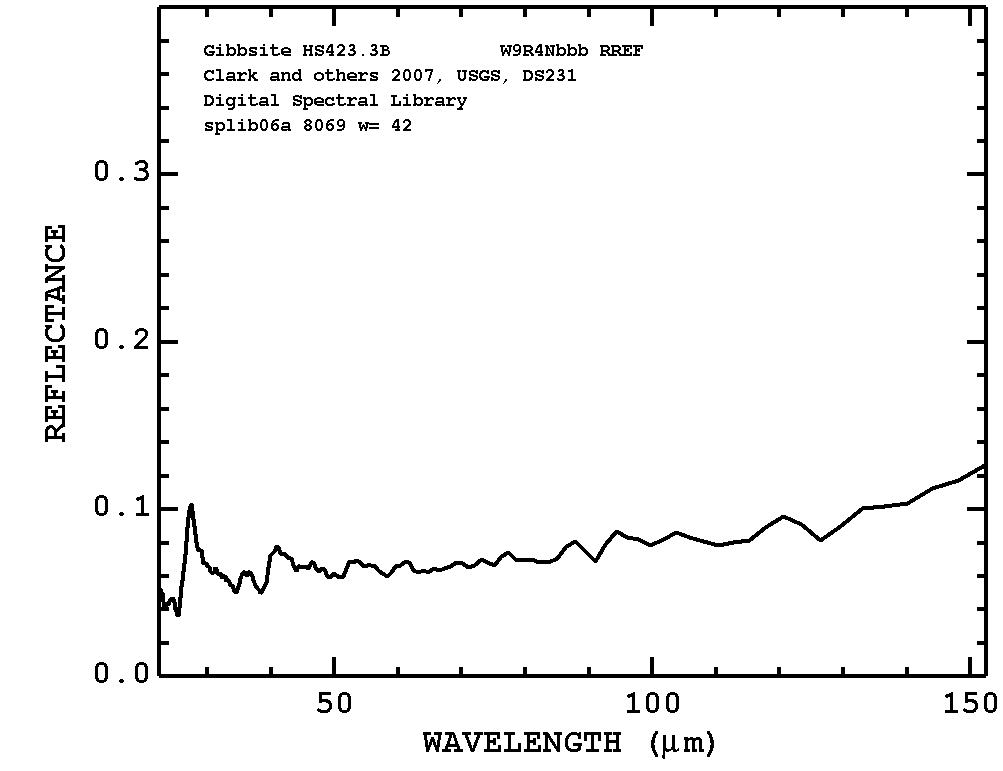 Gibbsite HS423.3B W9R4Nbbb RREF
Clark and others 2007, USGS, DS231
Digital Spectral Library
splib06a 8069 w= 42
0.3
0.2
0.1
0.0
REFLECTANCE
50 100 150
WAVELENGTH (μm)